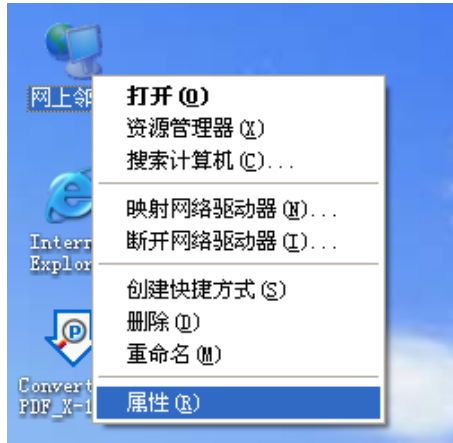 网上邻
打开(O)
资源管理器(X)
搜索计算机(C)...
映射网络驱动器(N)...
断开网络驱动器(I)...
创建快捷方式(S)
删除(D)
重命名(M)
属性(R)
Intern
Explor
Convert
PDF_X-1